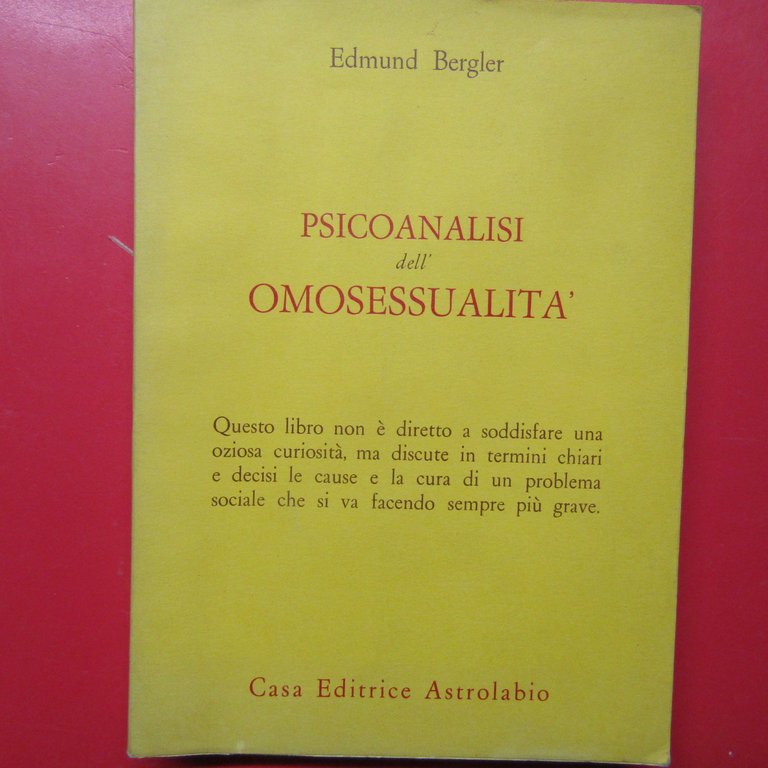 Edmund Bergler
PSICOANALISI
dell'
OMOSESSUALITA'
Questo libro non è diretto a soddisfare una
oziosa curiosità, ma discute in termini chiari
e decisi le cause e la cura di un problema
sociale che si va facendo sempre più grave.
Casa Editrice Astrolabio